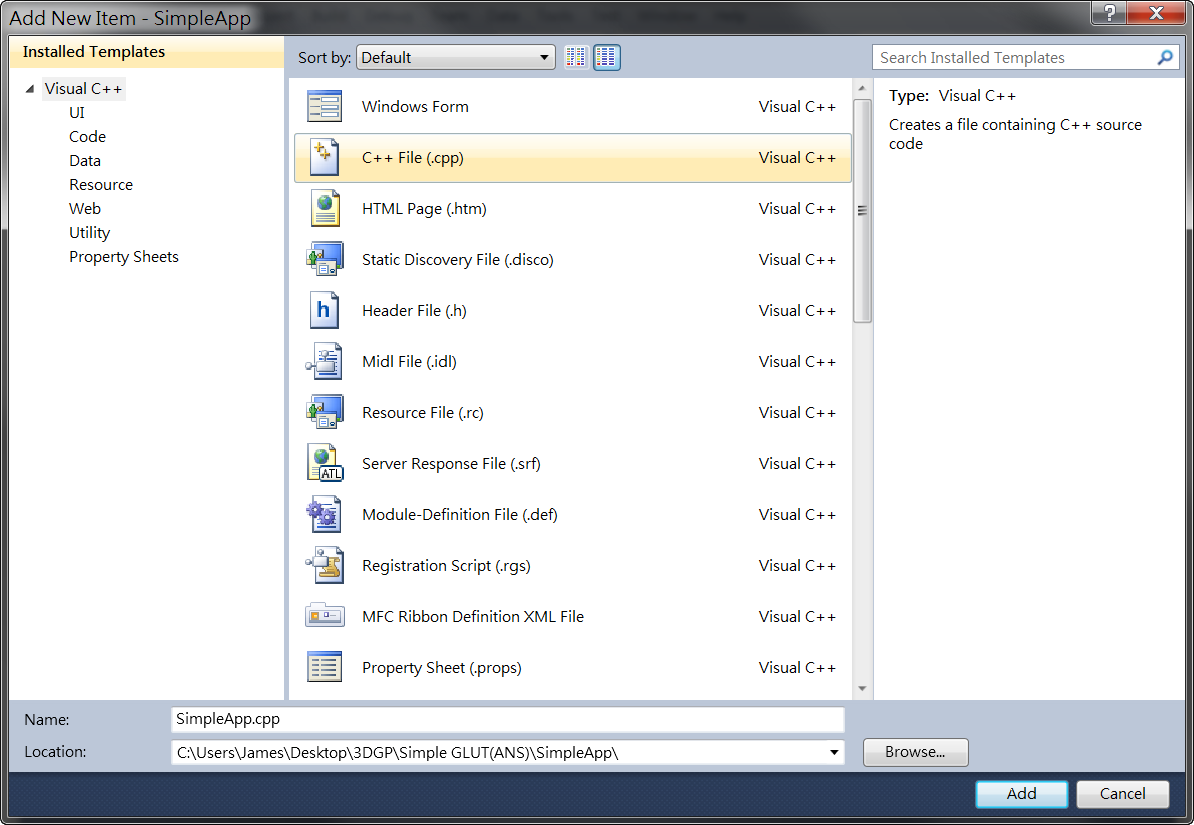 Add New Item - SimpleApp
Installed Templates
Sort by: Default
Search Installed Templates
Visual C++
UI
Code
Data
Resource
Web
Utility
Property Sheets
Windows Form Visual C++
C++ File (.cpp) Visual C++
HTML Page (.htm) Visual C++
Static Discovery File (.disco) Visual C++
h Header File (.h) Visual C++
Midl File (.idl) Visual C++
Resource File (.rc) Visual C++
ATL Server Response File (.srf) Visual C++
Module-Definition File (.def) Visual C++
Registration Script (.rgs) Visual C++
MFC Ribbon Definition XML File Visual C++
Property Sheet (.props) Visual C++
Type: Visual C++
Creates a file containing C++ source
code
Name: SimpleApp.cpp
Location: C:\Users\James\Desktop\3DGP\Simple GLUT(ANS)\SimpleApp\
Browse...
Add Cancel